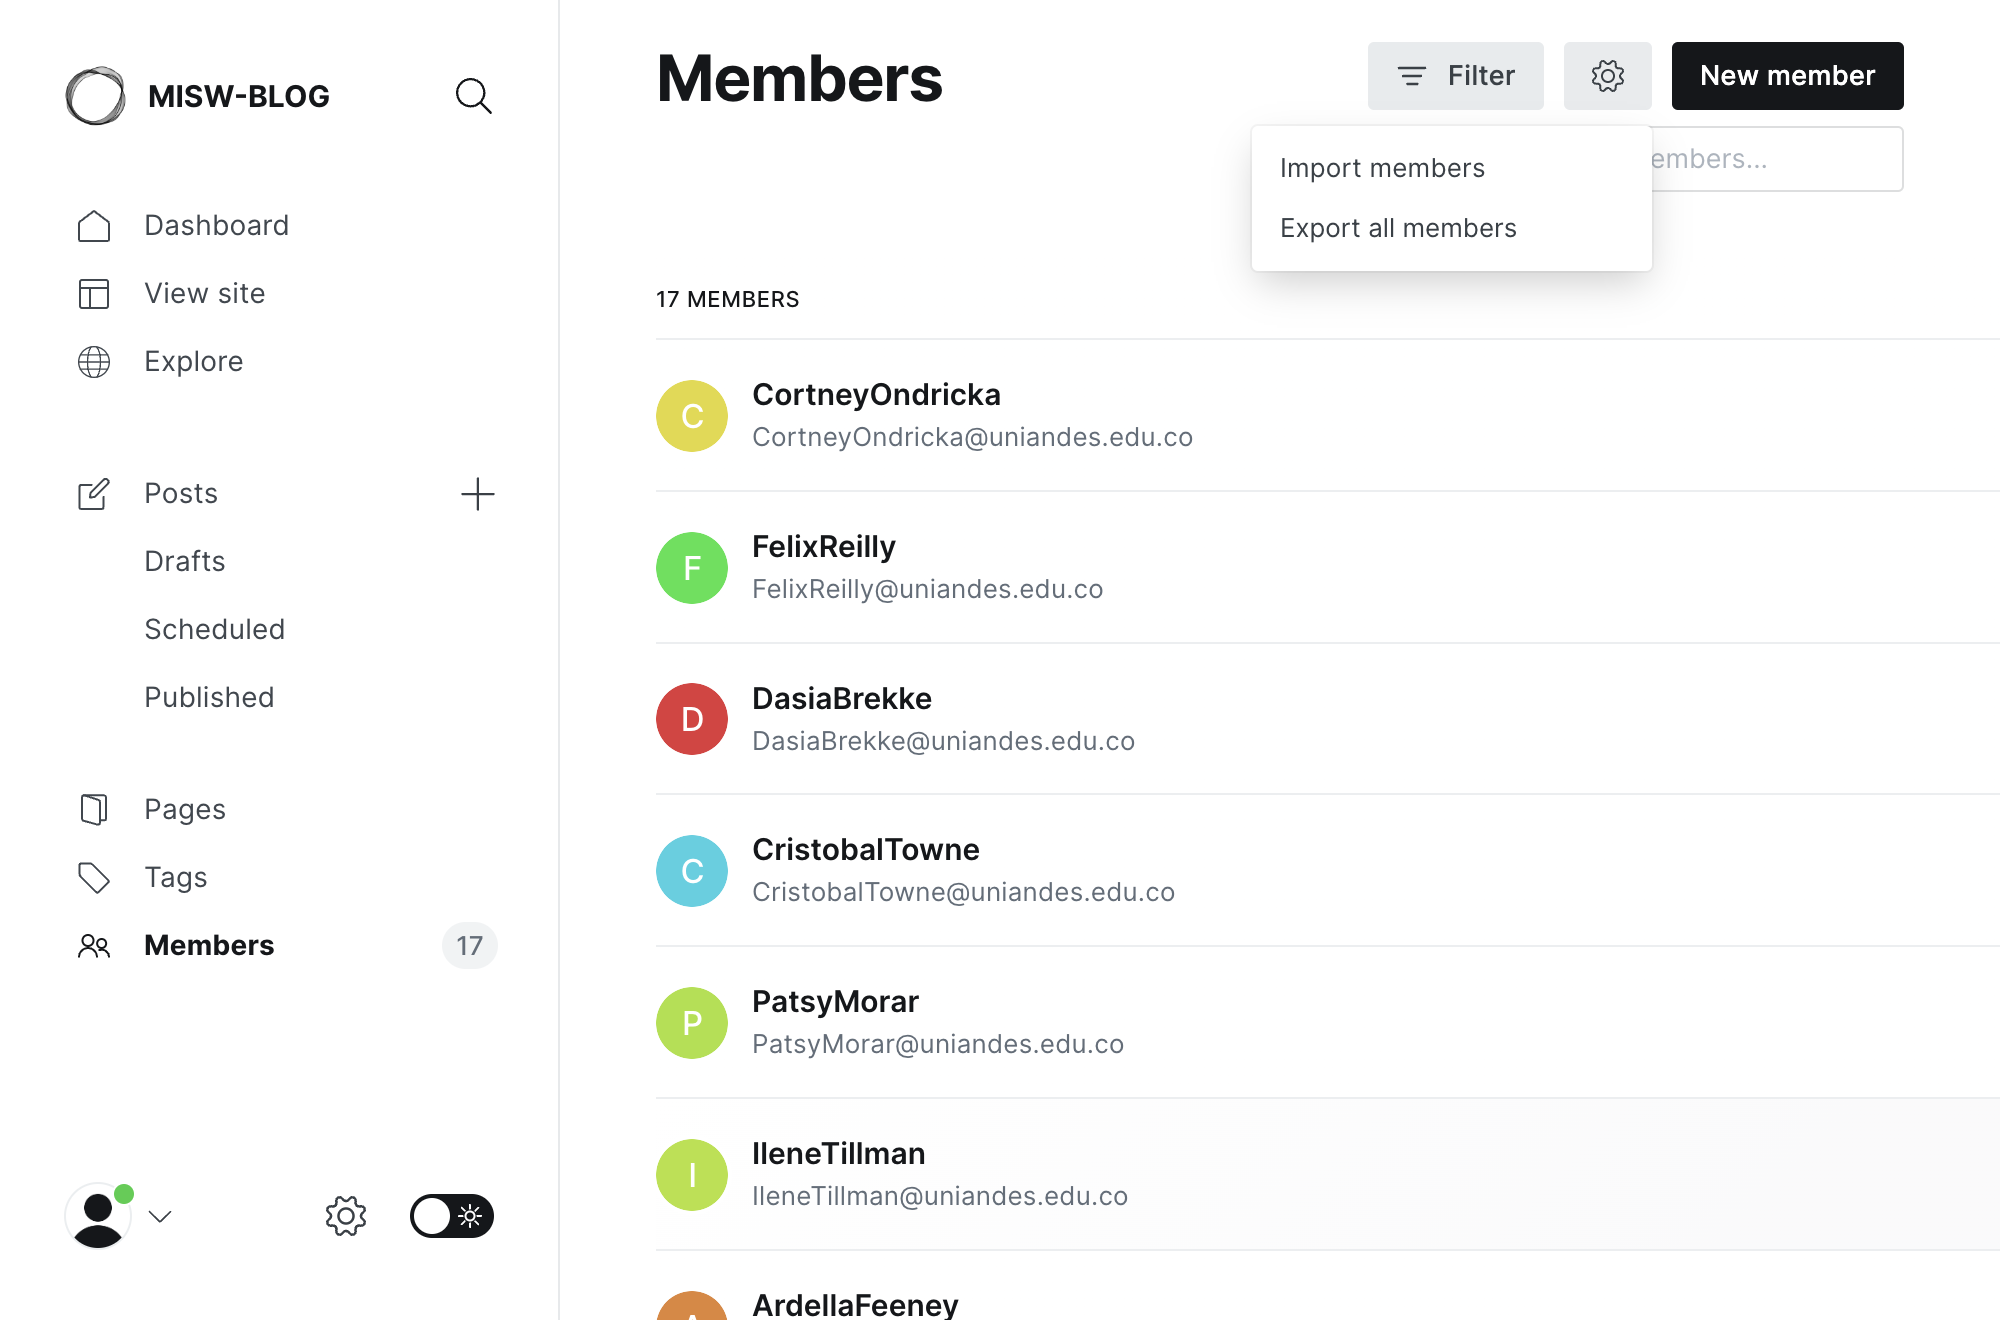 MISW-BLOG
Dashboard
View site
Explore
Posts
Drafts
Scheduled
Published
Pages
Tags
Members
17
Members
Filter
New member
Import members
Export all members
embers...
17 MEMBERS
C
CortneyOndricka
CortneyOndricka@uniandes.edu.co
F
FelixReilly
FelixReilly@uniandes.edu.co
D
DasiaBrekke
DasiaBrekke@uniandes.edu.co
C
CristobalTowne
CristobalTowne@uniandes.edu.co
P
PatsyMorar
PatsyMorar@uniandes.edu.co
I
IleneTillman
IleneTillman@uniandes.edu.co
A
ArdellaFeeney